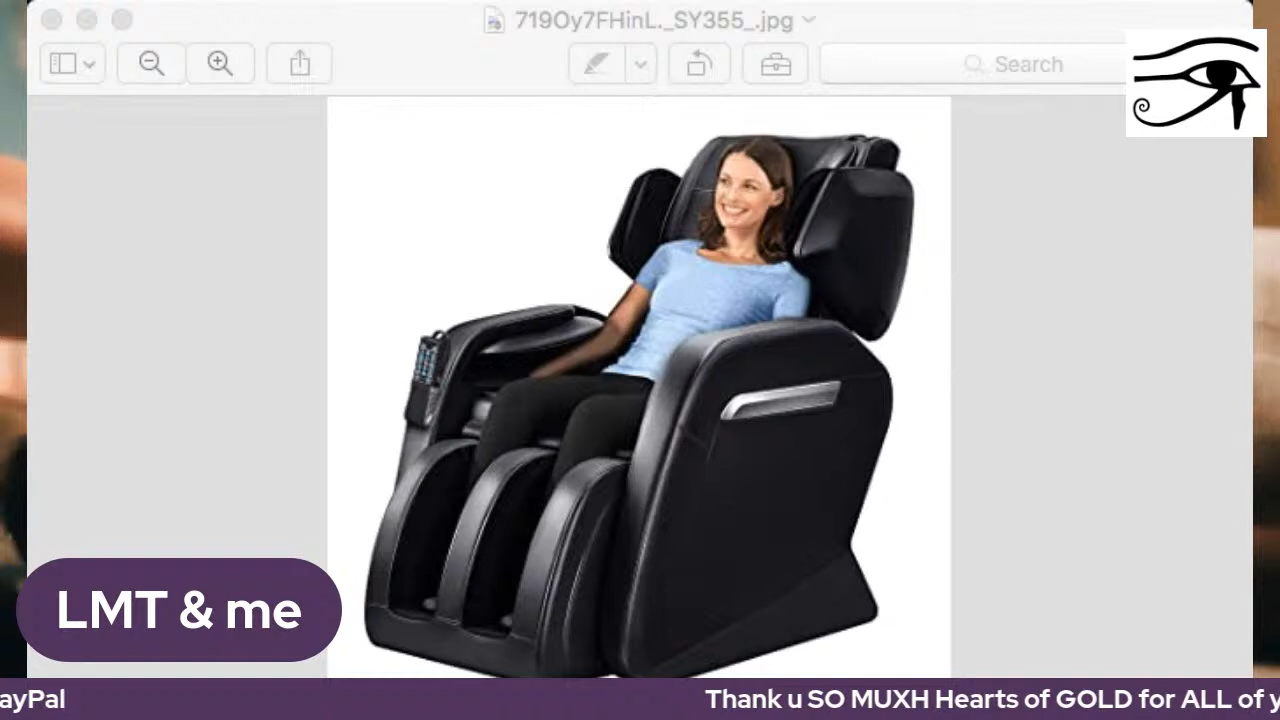 719Oy7FHinL._SY355_.jpg
Search
LMT & me
ayPal
Thank u SO MUXH Hearts of GOLD for ALL of y